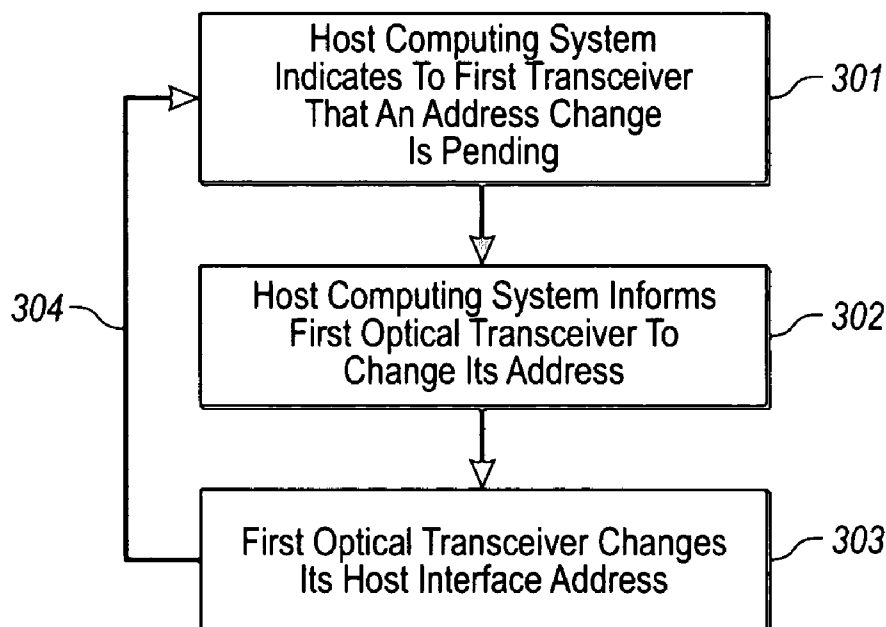 Host Computing System
Indicates To First Transceiver
That An Address Change
Is Pending
301
304
Host Computing System Informs
First Optical Transceiver To
Change Its Address
302
First Optical Transceiver Changes
Its Host Interface Address
303